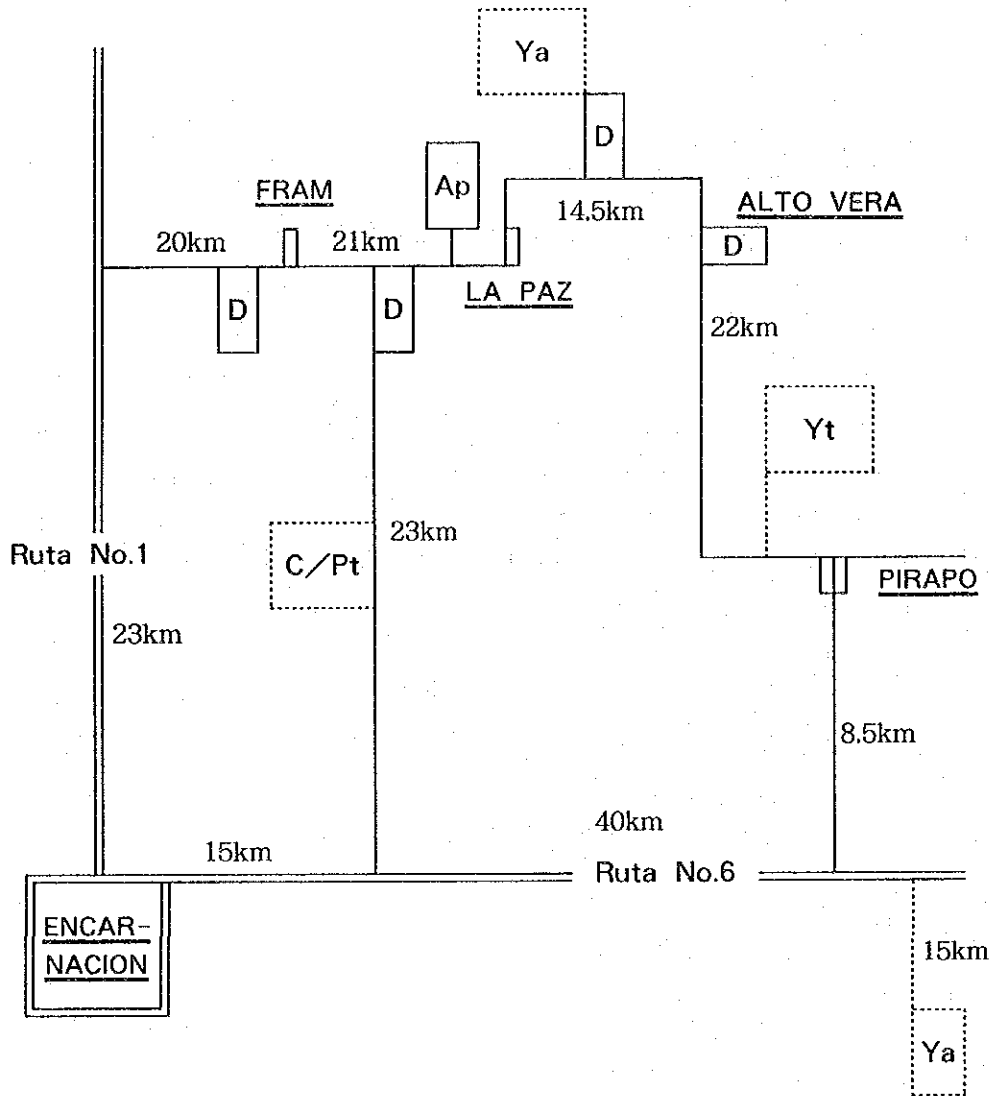 Ya
D
FRAM
Ap
14.5km
ALTO VERA
20km
21km
D
LA PAZ
D
D
22km
Yt
Ruta No.1
C/Pt
23km
PIRAPO
23km
8.5km
40km
15km
Ruta No.6
ENCAR-
NACION
15km
Ya